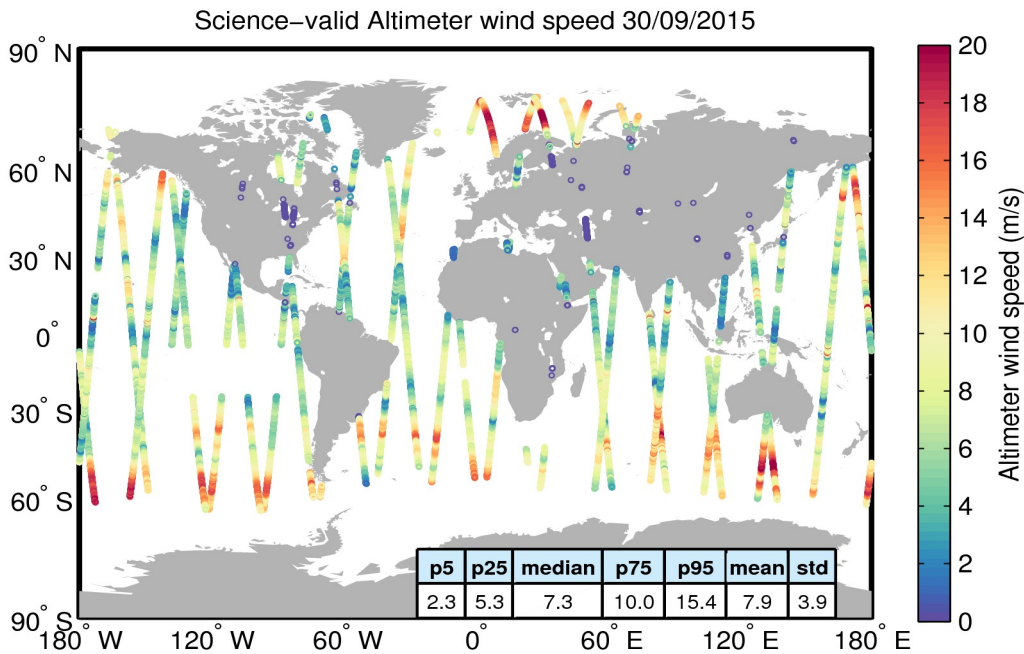 Science−valid Altimeter wind speed 30/09/2015
90° N
60° N
30° N
0°
30° S
60° S
90° S
180° W
120° W
60° W
0°
60° E
120° E
180° E
p5 p25 median p75 p95 mean std
2.3 5.3 7.3 10.0 15.4 7.9 3.9
20
18
16
14
12
10
8
6
4
2
0
Altimeter wind speed (m/s)